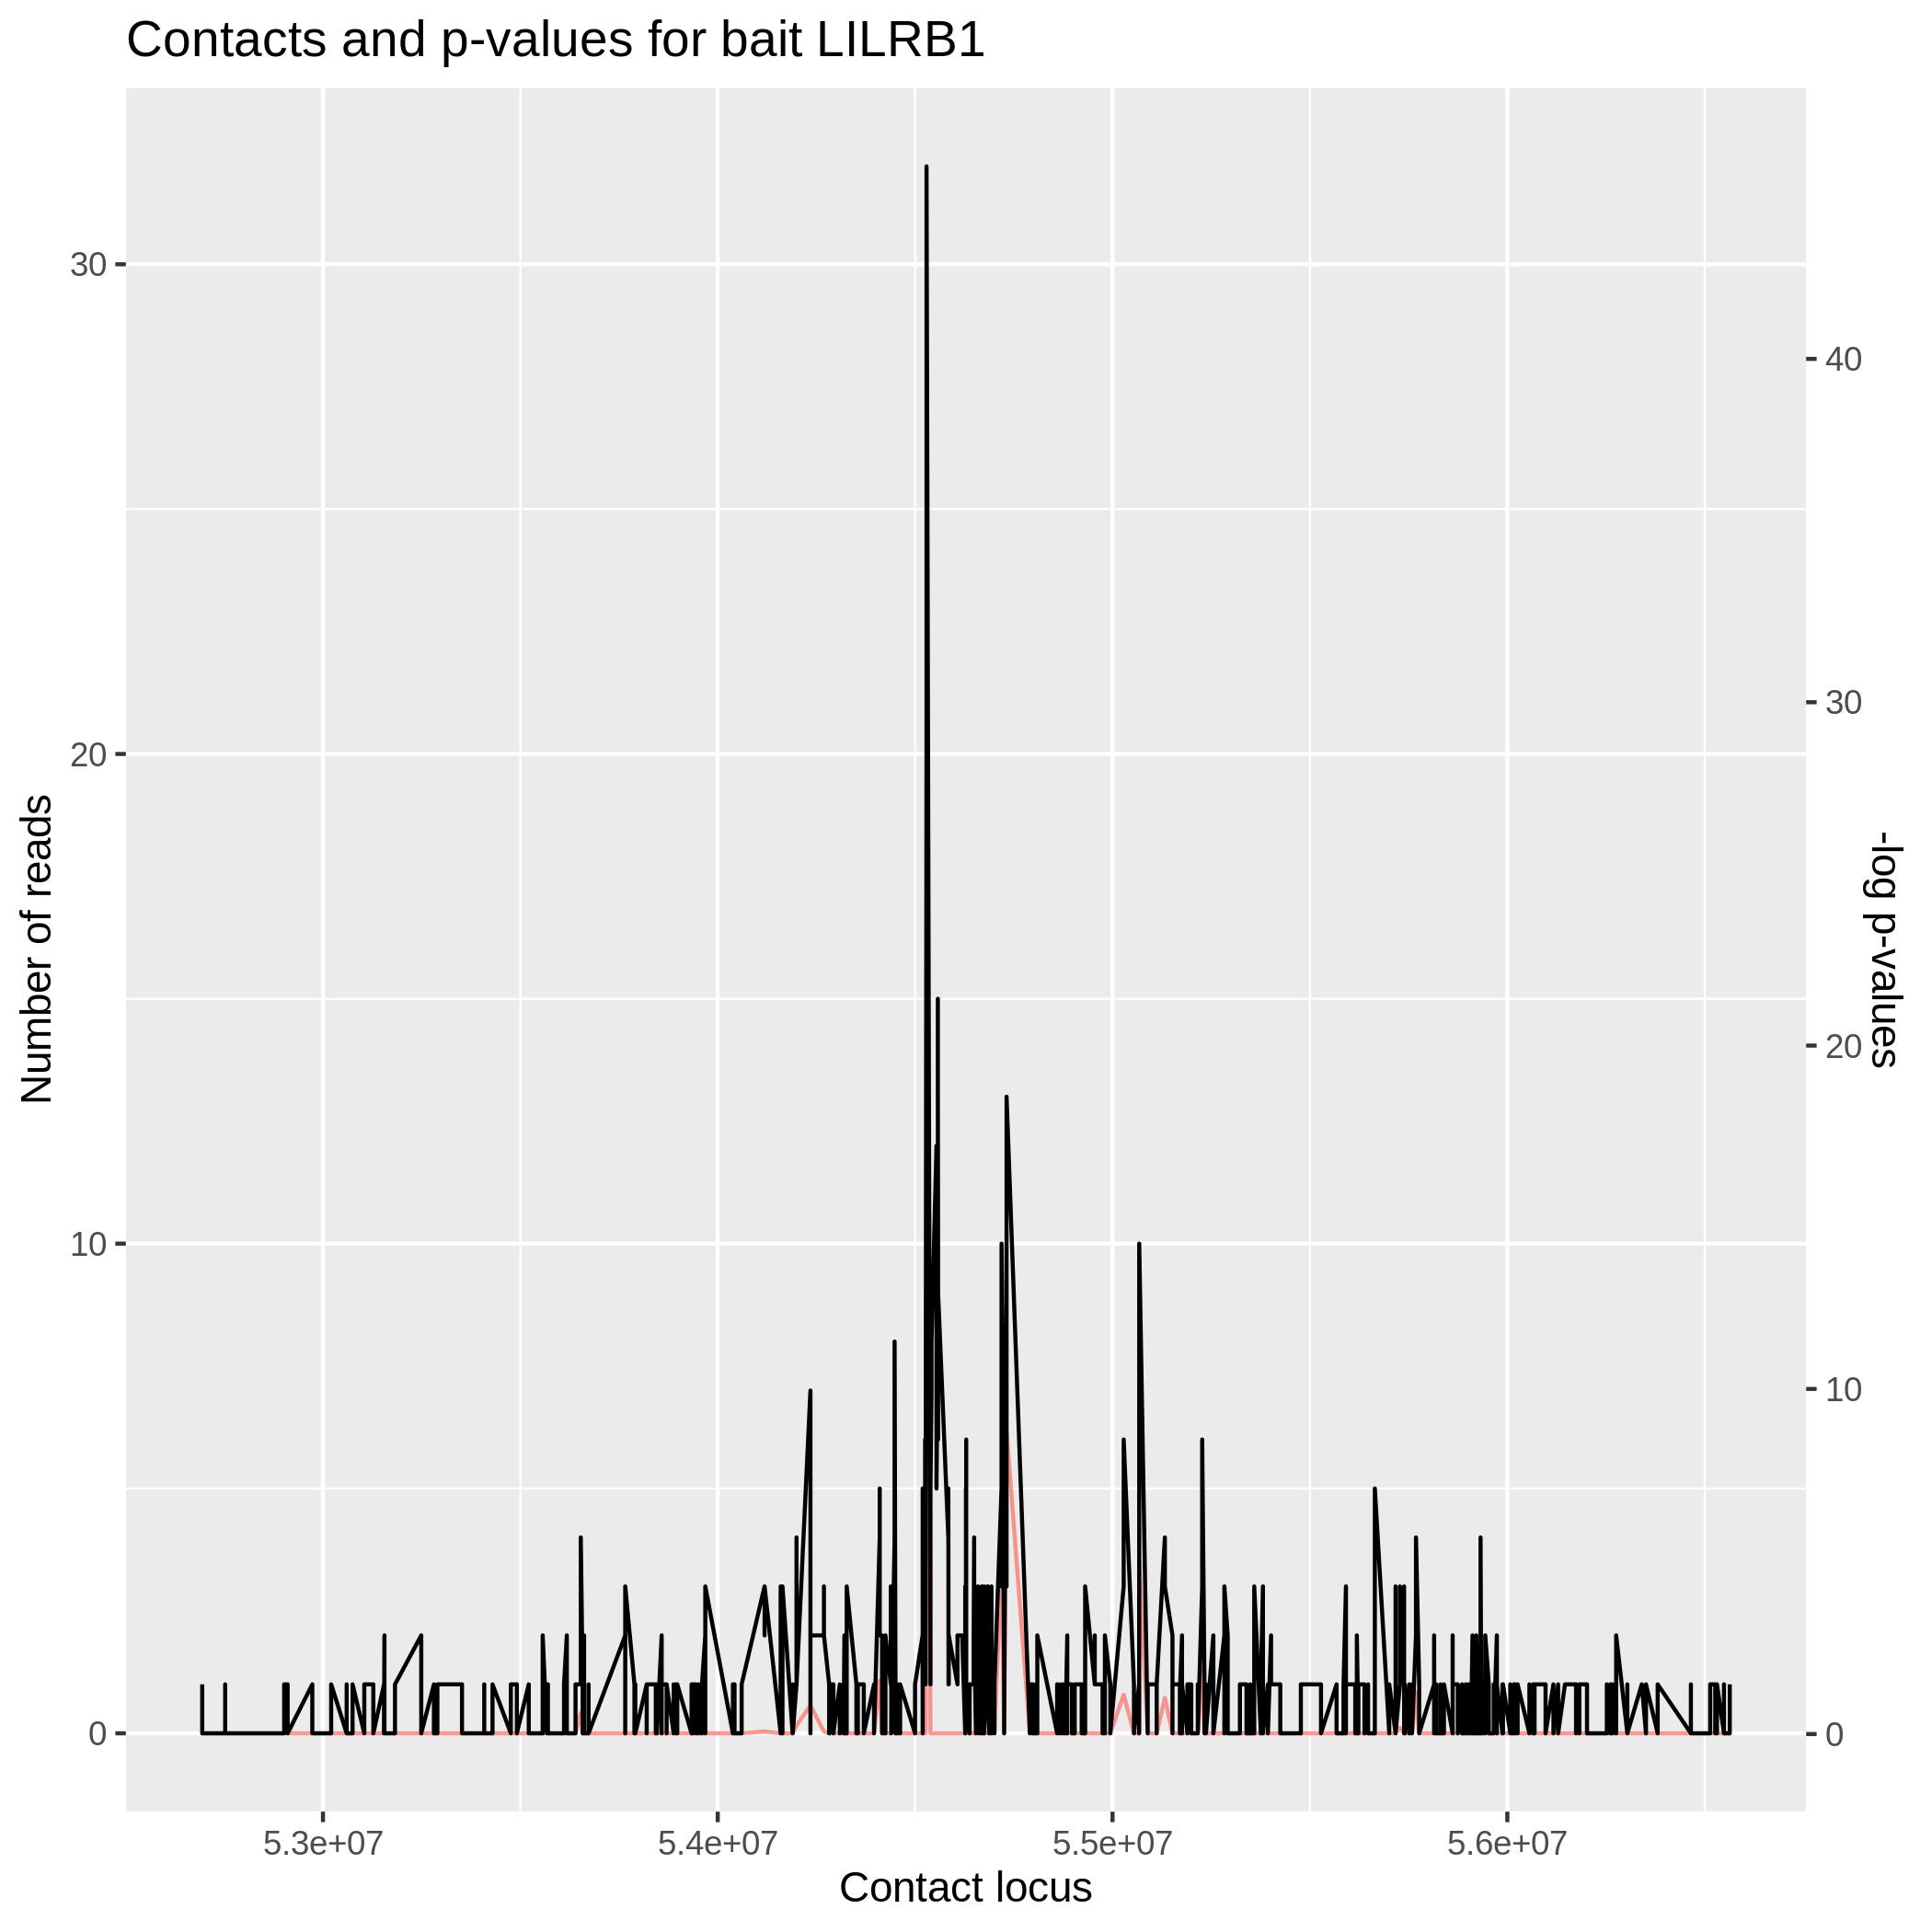 Contacts and p-values for bait LILRB1
30
20
10
0
Number of reads
40
30
20
10
0
-log p-values
5.3e+07
5.4e+07
5.5e+07
5.6e+07
Contact locus